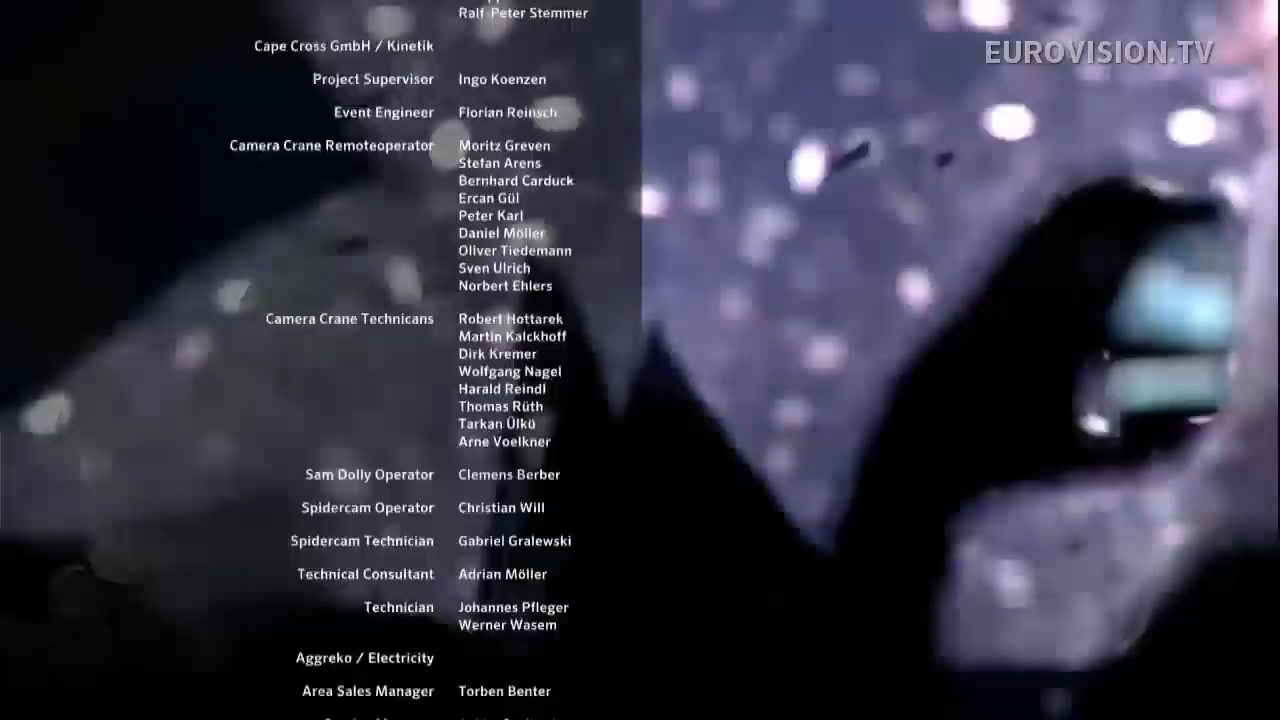 Ralf-Peter Stemmer
EUROVISION.TV
Cape Cross GmbH / Kinetik
Project Supervisor Ingo Koenzen
Event Engineer Florian Reinsch
Camera Crane Remoteoperator Moritz Greven
Stefan Arens
Bernhard Carduck
Ercan Gül
Peter Karl
Daniel Möller
Oliver Tiedemann
Sven Ulrich
Norbert Ehlers
Camera Crane Technicans Robert Hottarek
Martin Kalckhoff
Dirk Kremer
Wolfgang Nagel
Harald Reindl
Thomas Rüth
Tarkan Ülkü
Arne Voelkner
Sam Dolly Operator Clemens Berber
Spidercam Operator Christian Will
Spidercam Technician Gabriel Gralewski
Technical Consultant Adrian Möller
Technician Johannes Pfleger
Werner Wasem
Aggreko / Electricity
Area Sales Manager Torben Benter